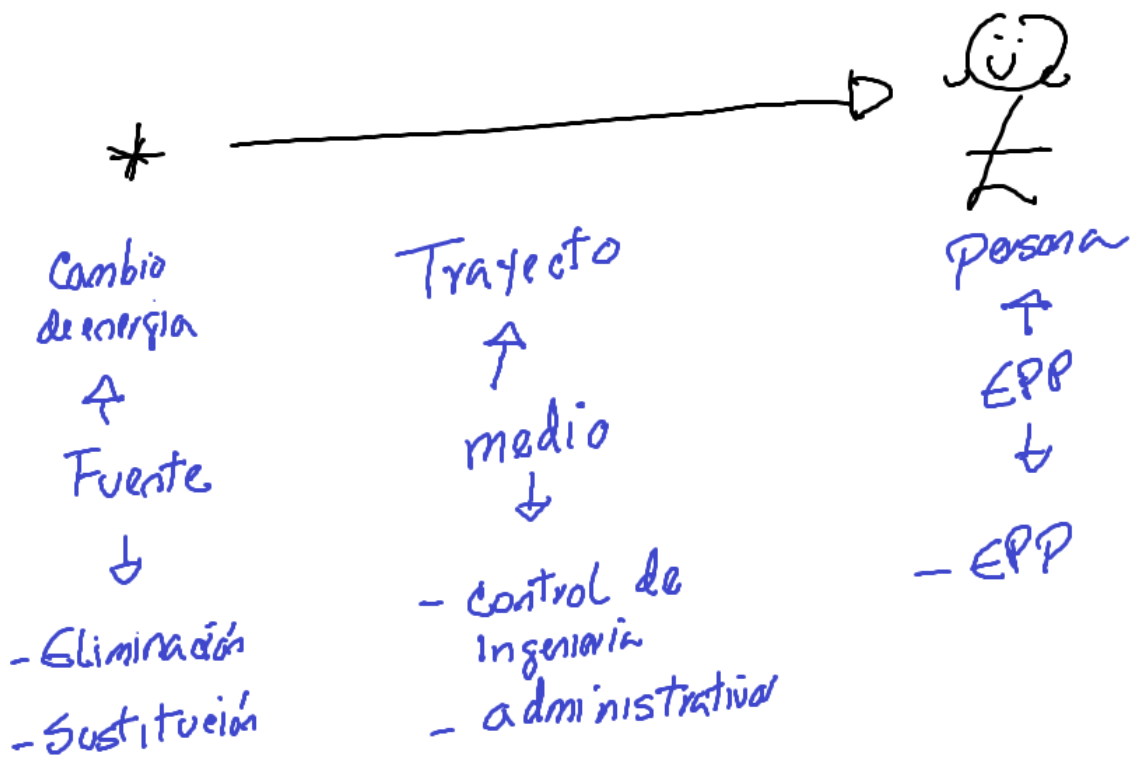 Cambio
de energía
Fuente
- Eliminación
- Sustitución
Trayecto
medio
- Control de
Ingeniería
- administrativa
Persona
EPP
- EPP